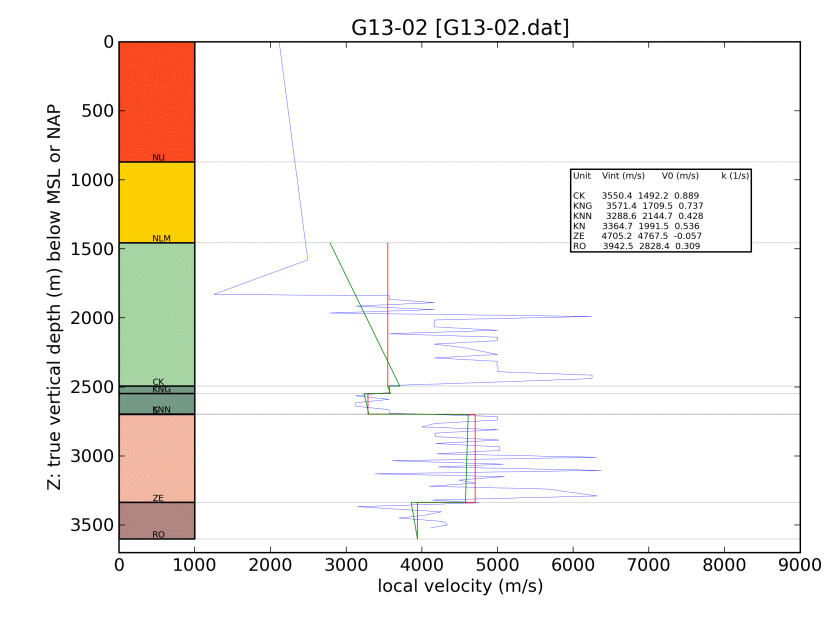 G13-02 [G13-02.dat]
0
500
NU
1000
Unit Vint (m/s) V0 (m/s) k (1/s)
CK 3550.4 1492.2 0.889
KNG 3571.4 1709.5 0.737
KNN 3288.6 2144.7 0.428
KN 3364.7 1991.5 0.536
ZE 4705.2 4767.5 -0.057
RO 3942.5 2828.4 0.309
NLM
1500
2000
CK
2500
KNG
KNN
3000
ZE
3500
RO
Z: true vertical depth (m) below MSL or NAP
0 1000 2000 3000 4000 5000 6000 7000 8000 9000
local velocity (m/s)